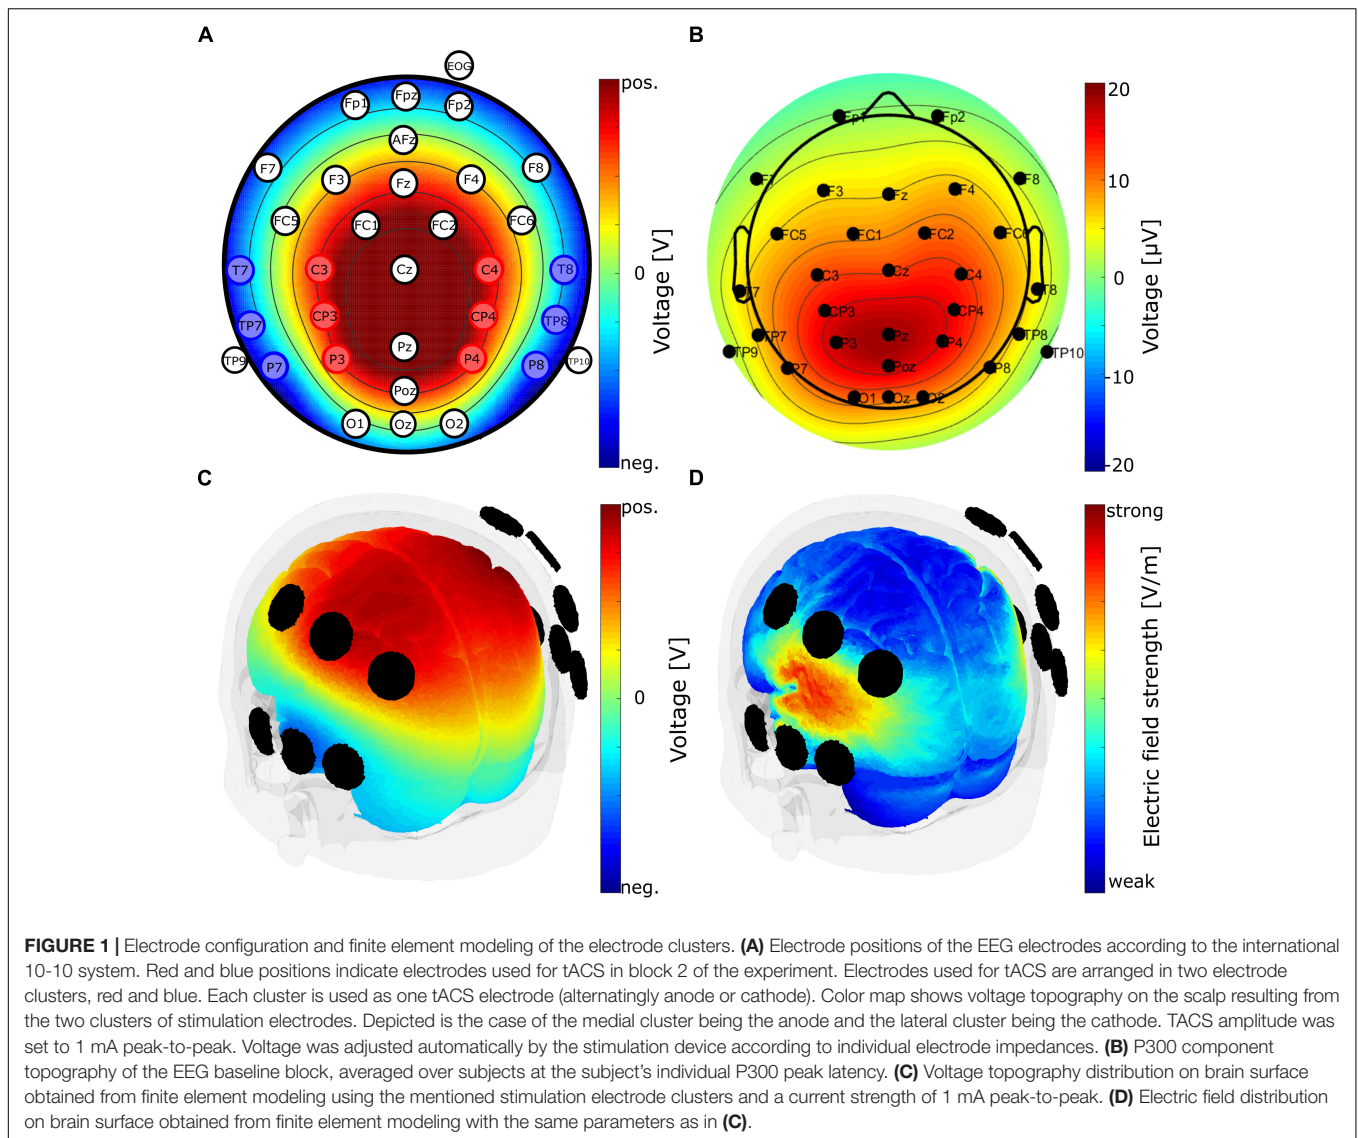 A
EOG
Fp1 Fpz Fp2
AFz
F7 F3 Fz F4 F8
FC5 FC1 FC2 FC6
T7 C3 Cz C4 T8
TP7 CP3 CP4 TP8
TP9 P7 P3 Pz P4 P8 TP10
Poz
O1 Oz O2
pos.
0
neg.
Voltage [V]
B
Fp1 Fp2
F7 F3 Fz F4 F8
FC5 FC1 FC2 FC6
C3 Cz C4
T7 T8
CP3 CP4
TP7 P3 Pz P4 TP8
TP9 P7 Poz P8 TP10
O1 Oz O2
20
10
0
-10
-20
Voltage [µV]
C
pos.
0
neg.
Voltage [V]
D
strong
weak
Electric field strength [V/m]
FIGURE 1 | Electrode configuration and finite element modeling of the electrode clusters. (A) Electrode positions of the EEG electrodes according to the international
10-10 system. Red and blue positions indicate electrodes used for tACS in block 2 of the experiment. Electrodes used for tACS are arranged in two electrode
clusters, red and blue. Each cluster is used as one tACS electrode (alternatingly anode or cathode). Color map shows voltage topography on the scalp resulting from
the two clusters of stimulation electrodes. Depicted is the case of the medial cluster being the anode and the lateral cluster being the cathode. TACS amplitude was
set to 1 mA peak-to-peak. Voltage was adjusted automatically by the stimulation device according to individual electrode impedances. (B) P300 component
topography of the EEG baseline block, averaged over subjects at the subject's individual P300 peak latency. (C) Voltage topography distribution on brain surface
obtained from finite element modeling using the mentioned stimulation electrode clusters and a current strength of 1 mA peak-to-peak. (D) Electric field distribution
on brain surface obtained from finite element modeling with the same parameters as in (C).